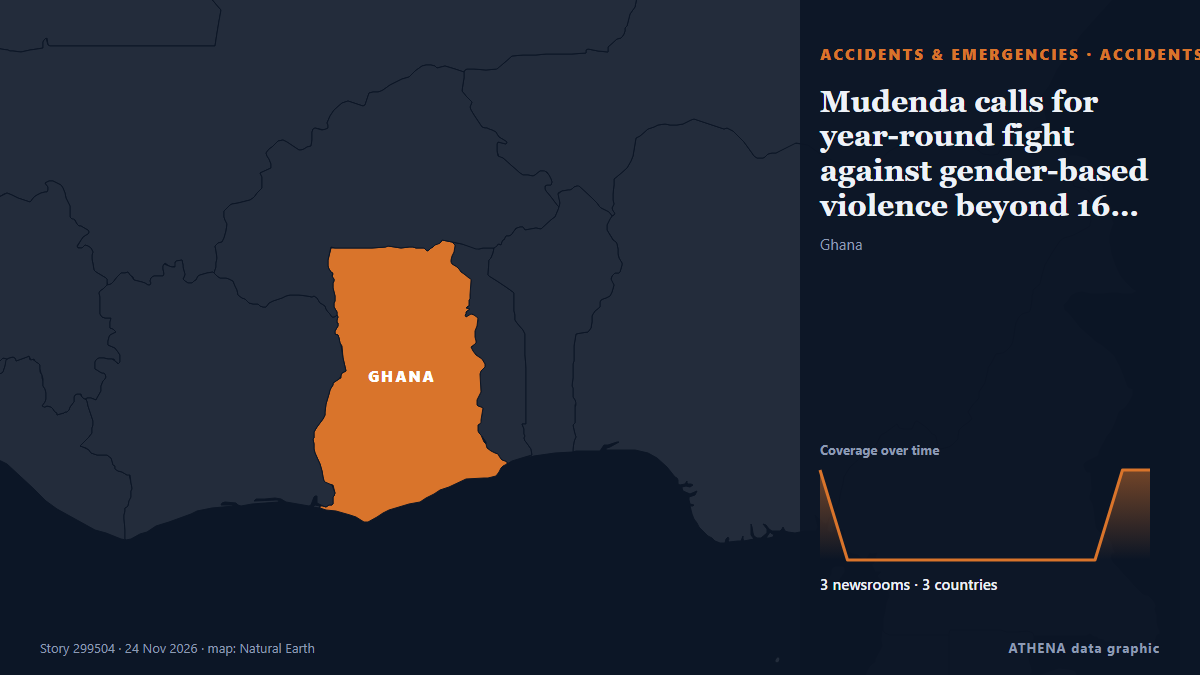 ACCIDENTS & EMERGENCIES · ACCIDENTS
Mudenda calls for
year-round fight
against gender-based
violence beyond 16...
Ghana
GHANA
Coverage over time
3 newsrooms · 3 countries
Story 299504 · 24 Nov 2026 · map: Natural Earth
ATHENA data graphic